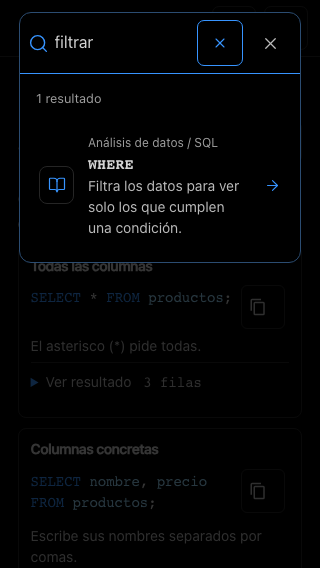 filtrar
1 resultado
Análisis de datos / SQL
WHERE
Filtra los datos para ver
solo los que cumplen
una condición.
Todas las columnas
SELECT * FROM productos;
El asterisco (*) pide todas.
Ver resultado 3 filas
Columnas concretas
SELECT nombre, precio
FROM productos;
Escribe sus nombres separados por
comas.